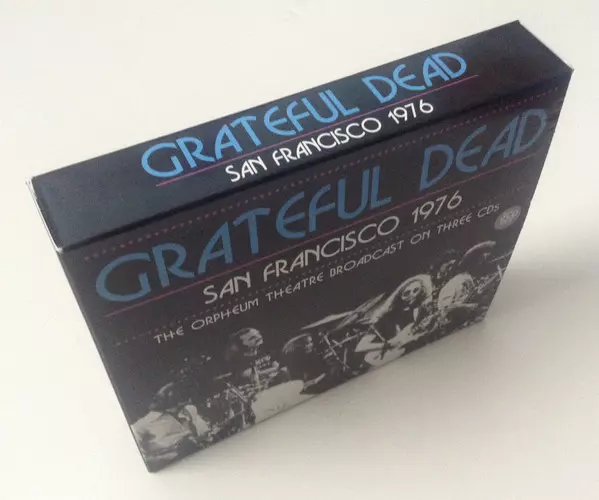 GRATEFUL DEAD
SAN FRANCISCO 1976
GRATEFUL DEAD
SAN FRANCISCO 1976
THE ORPHEUM THEATRE BROADCAST ON THREE CDs